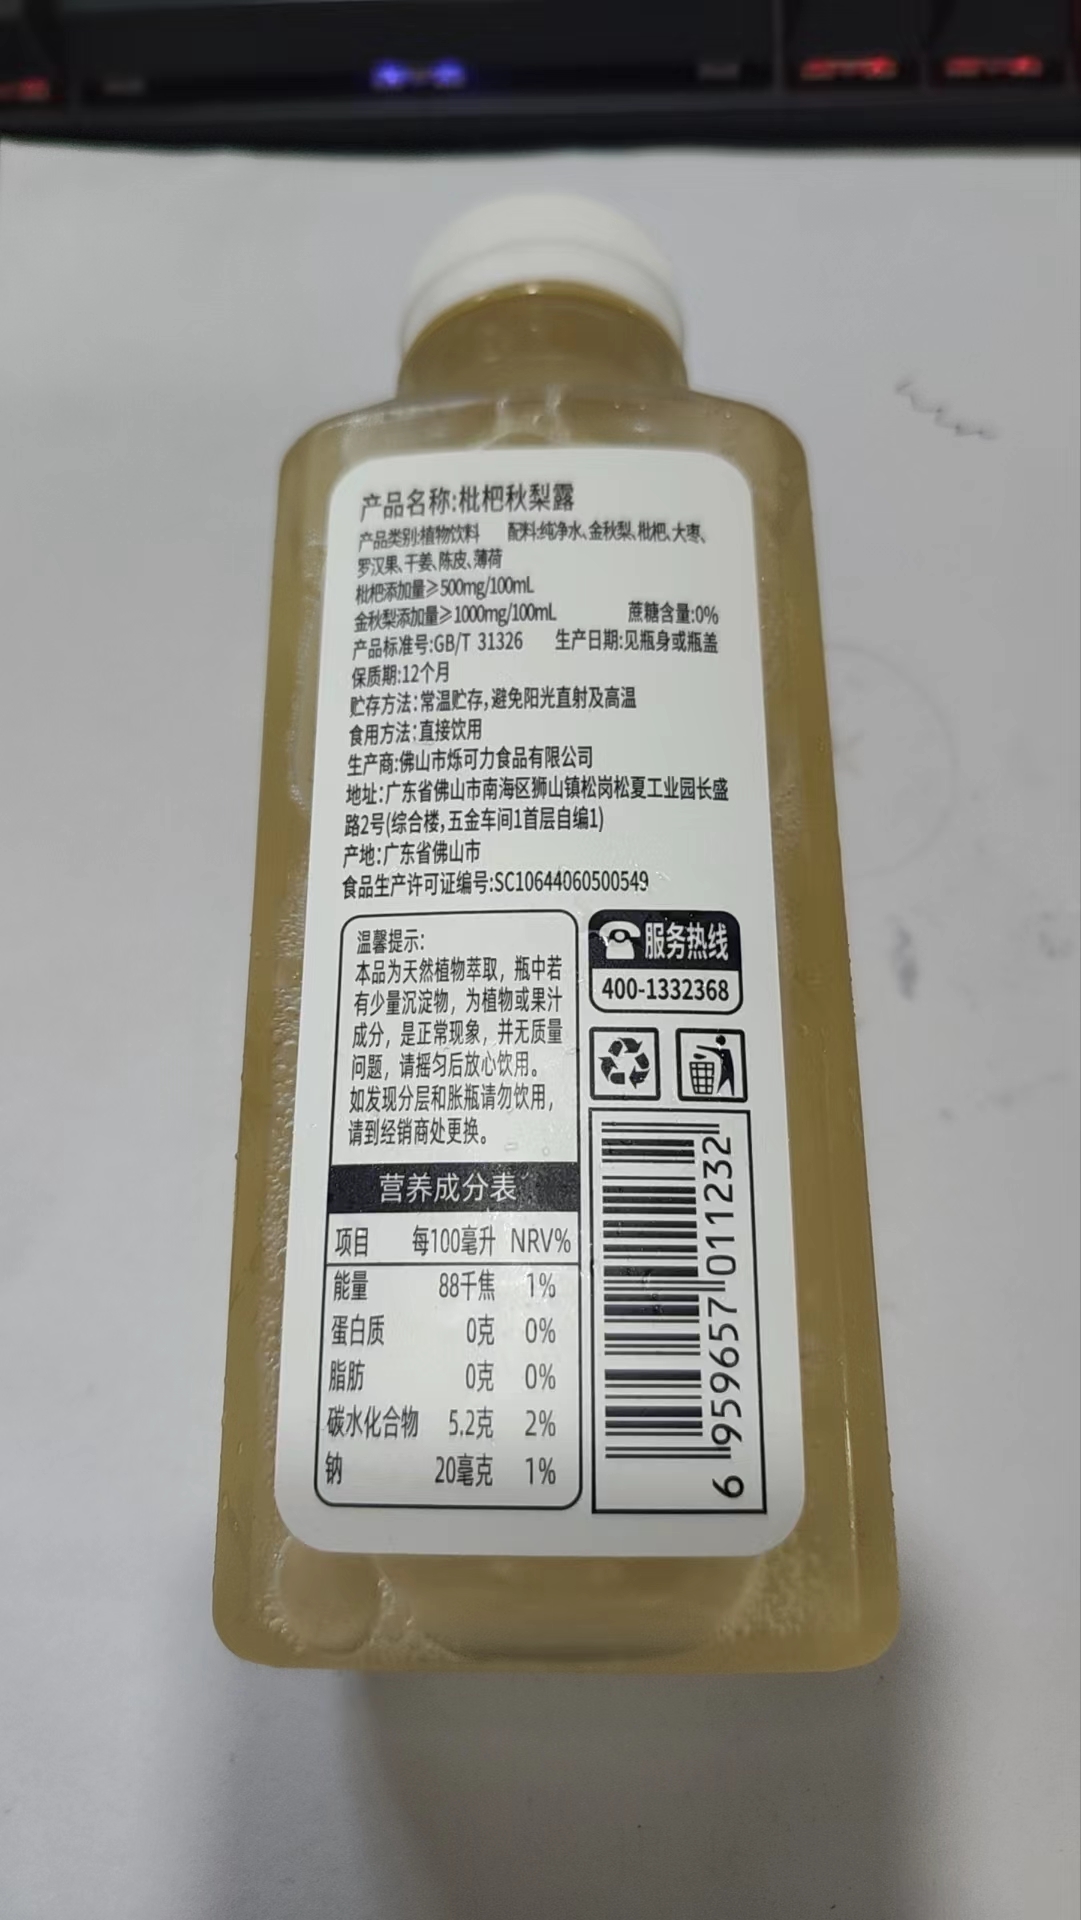 产品名称:枇杷秋梨露
产品类别:植物饮料 配料:纯净水、金秋梨、枇杷、大枣、
罗汉果、干姜、陈皮、薄荷
枇杷添加量≥500mg/100mL
金秋梨添加量≥1000mg/100mL 蔗糖含量:0%
产品标准号:GB/T 31326 生产日期:见瓶身或瓶盖
保质期:12个月
贮存方法:常温贮存,避免阳光直射及高温
食用方法:直接饮用
生产商:佛山市烁可力食品有限公司
地址:广东省佛山市南海区狮山镇松岗松夏工业园长盛
路2号(综合楼,五金车间1首层自编1)
产地:广东省佛山市
食品生产许可证编号:SC10644060500549
温馨提示:
本品为天然植物萃取，瓶中若
有少量沉淀物，为植物或果汁
成分，是正常现象，并无质量
问题，请摇匀后放心饮用。
如发现分层和胀瓶请勿饮用，
请到经销商处更换。
服务热线
400-1332368
营养成分表
项目 每100毫升 NRV%
能量 88千焦 1%
蛋白质 0克 0%
脂肪 0克 0%
碳水化合物 5.2克 2%
钠 20毫克 1%
6 959657 011232